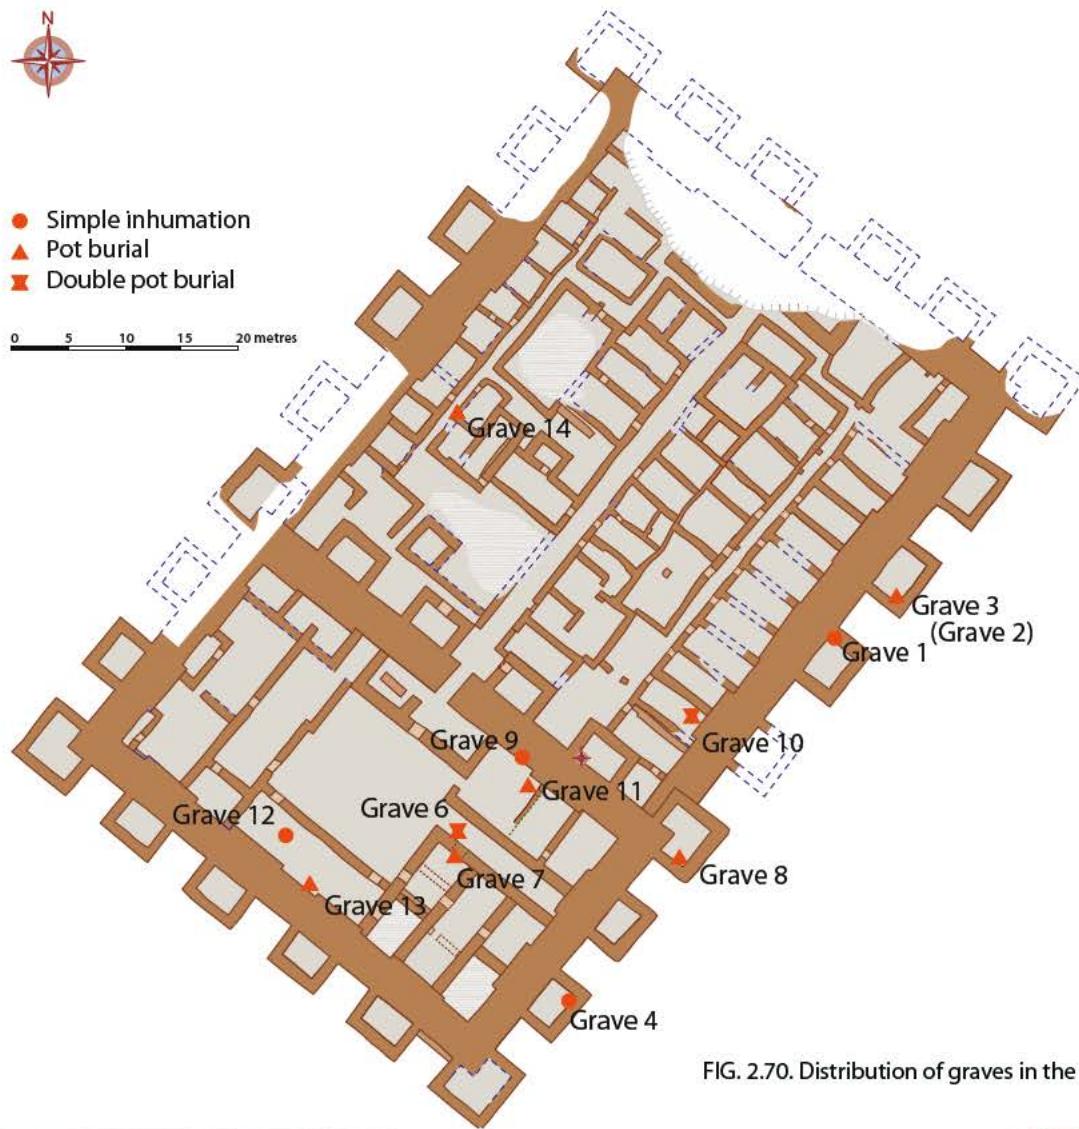 N
Simple inhumation
Pot burial
Double pot burial
0 5 10 15 20 metres
Grave 14
Grave 3
(Grave 2)
Grave 1
Grave 10
Grave 9
Grave 11
Grave 6
Grave 12
Grave 7
Grave 8
Grave 13
Grave 4
FIG. 2.70. Distribution of graves in the